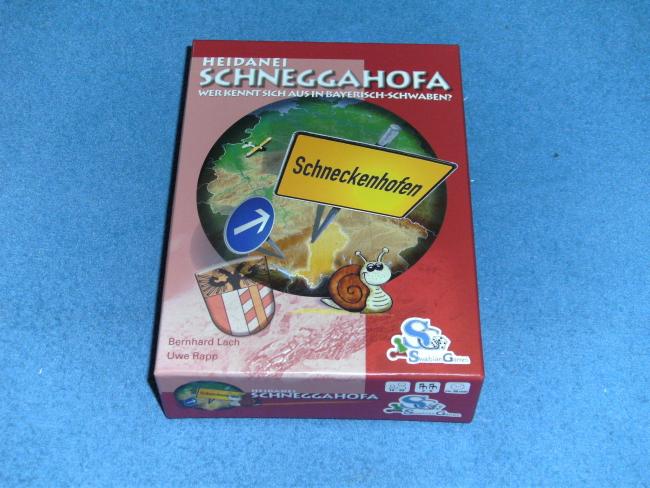 HEIDANEI
SCHNEGGAHOFA
WER KENNT SICH AUS IN BAYERISCH-SCHWABEN?
Schneckenhofen
Bernhard Lach
Uwe Rapp
Swabian Games
HEIDANEI
SCHNEGGAHOFA